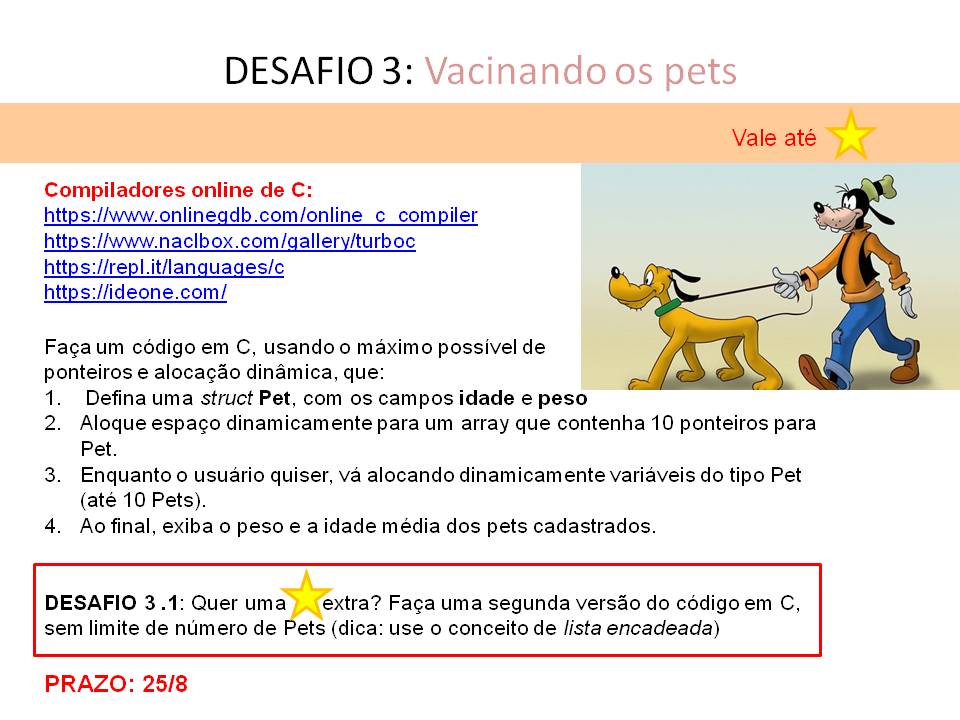 DESAFIO 3: Vacinando os pets
Vale até
Compiladores online de C:
https://www.onlinegdb.com/online_c_compiler
https://www.naclbox.com/gallery/turboc
https://repl.it/languages/c
https://ideone.com/
Faça um código em C, usando o máximo possível de
ponteiros e alocação dinâmica, que:
1. Defina uma struct Pet, com os campos idade e peso
2. Aloque espaço dinamicamente para um array que contenha 10 ponteiros para
Pet.
3. Enquanto o usuário quiser, vá alocando dinamicamente variáveis do tipo Pet
(até 10 Pets).
4. Ao final, exiba o peso e a idade média dos pets cadastrados.
DESAFIO 3 .1: Quer uma extra? Faça uma segunda versão do código em C,
sem limite de número de Pets (dica: use o conceito de lista encadeada)
PRAZO: 25/8